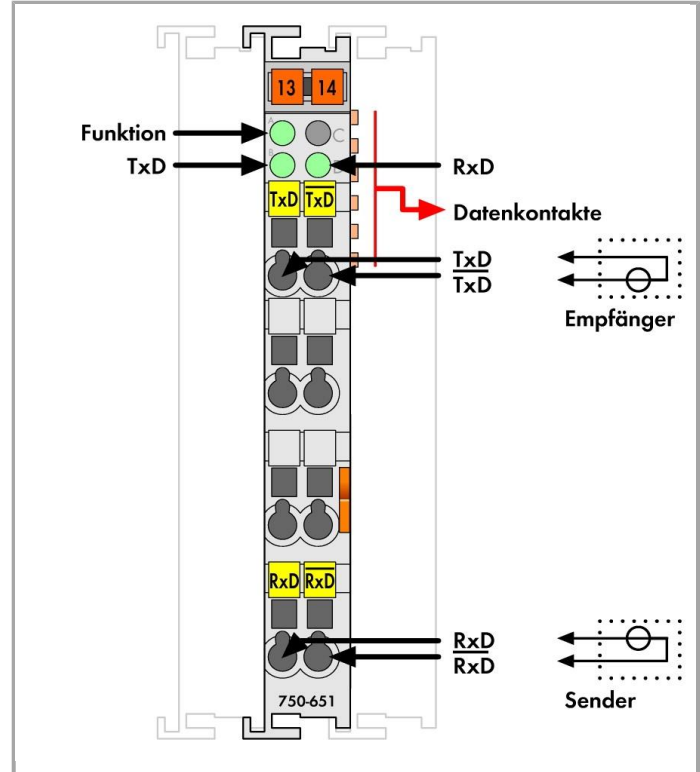 13 14
A
C
Funktion
B
TxD
RxD
TxD TxD
Datenkontakte
TxD
TxD
Empfänger
RxD RxD
RxD
RxD
Sender
750-651